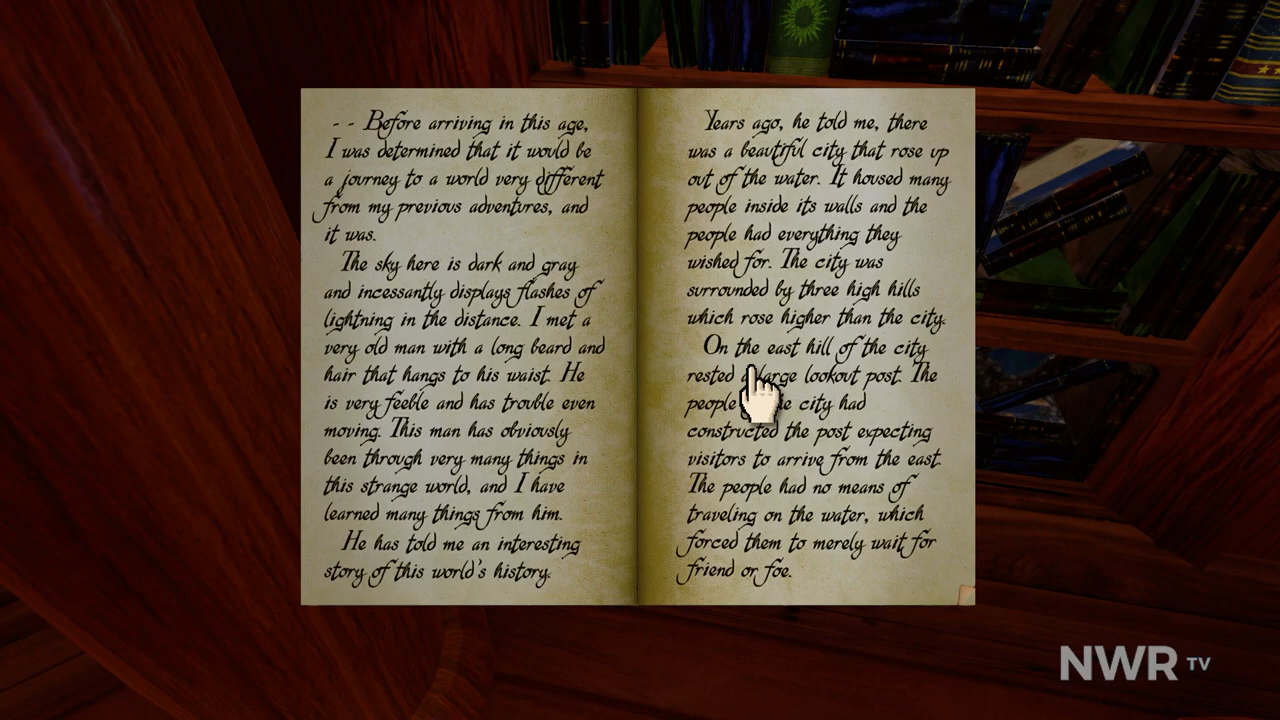 - - Before arriving in this age,
I was determined that it would be
a journey to a world very different
from my previous adventures, and
it was.
The sky here is dark and gray
and incessantly displays flashes of
lightning in the distance. I met a
very old man with a long beard and
hair that hangs to his waist. He
is very feeble and has trouble even
moving. This man has obviously
been through very many things in
this strange world, and I have
learned many things from him.
He has told me an interesting
story of this world's history.
Years ago, he told me, there
was a beautiful city that rose up
out of the water. It housed many
people inside its walls and the
people had everything they
wished for. The city was
surrounded by three high hills
which rose higher than the city.
On the east hill of the city
rested a large lookout post. The
people city had
constructed the post expecting
visitors to arrive from the east.
The people had no means of
traveling on the water, which
forced them to merely wait for
friend or foe.
NWR TV